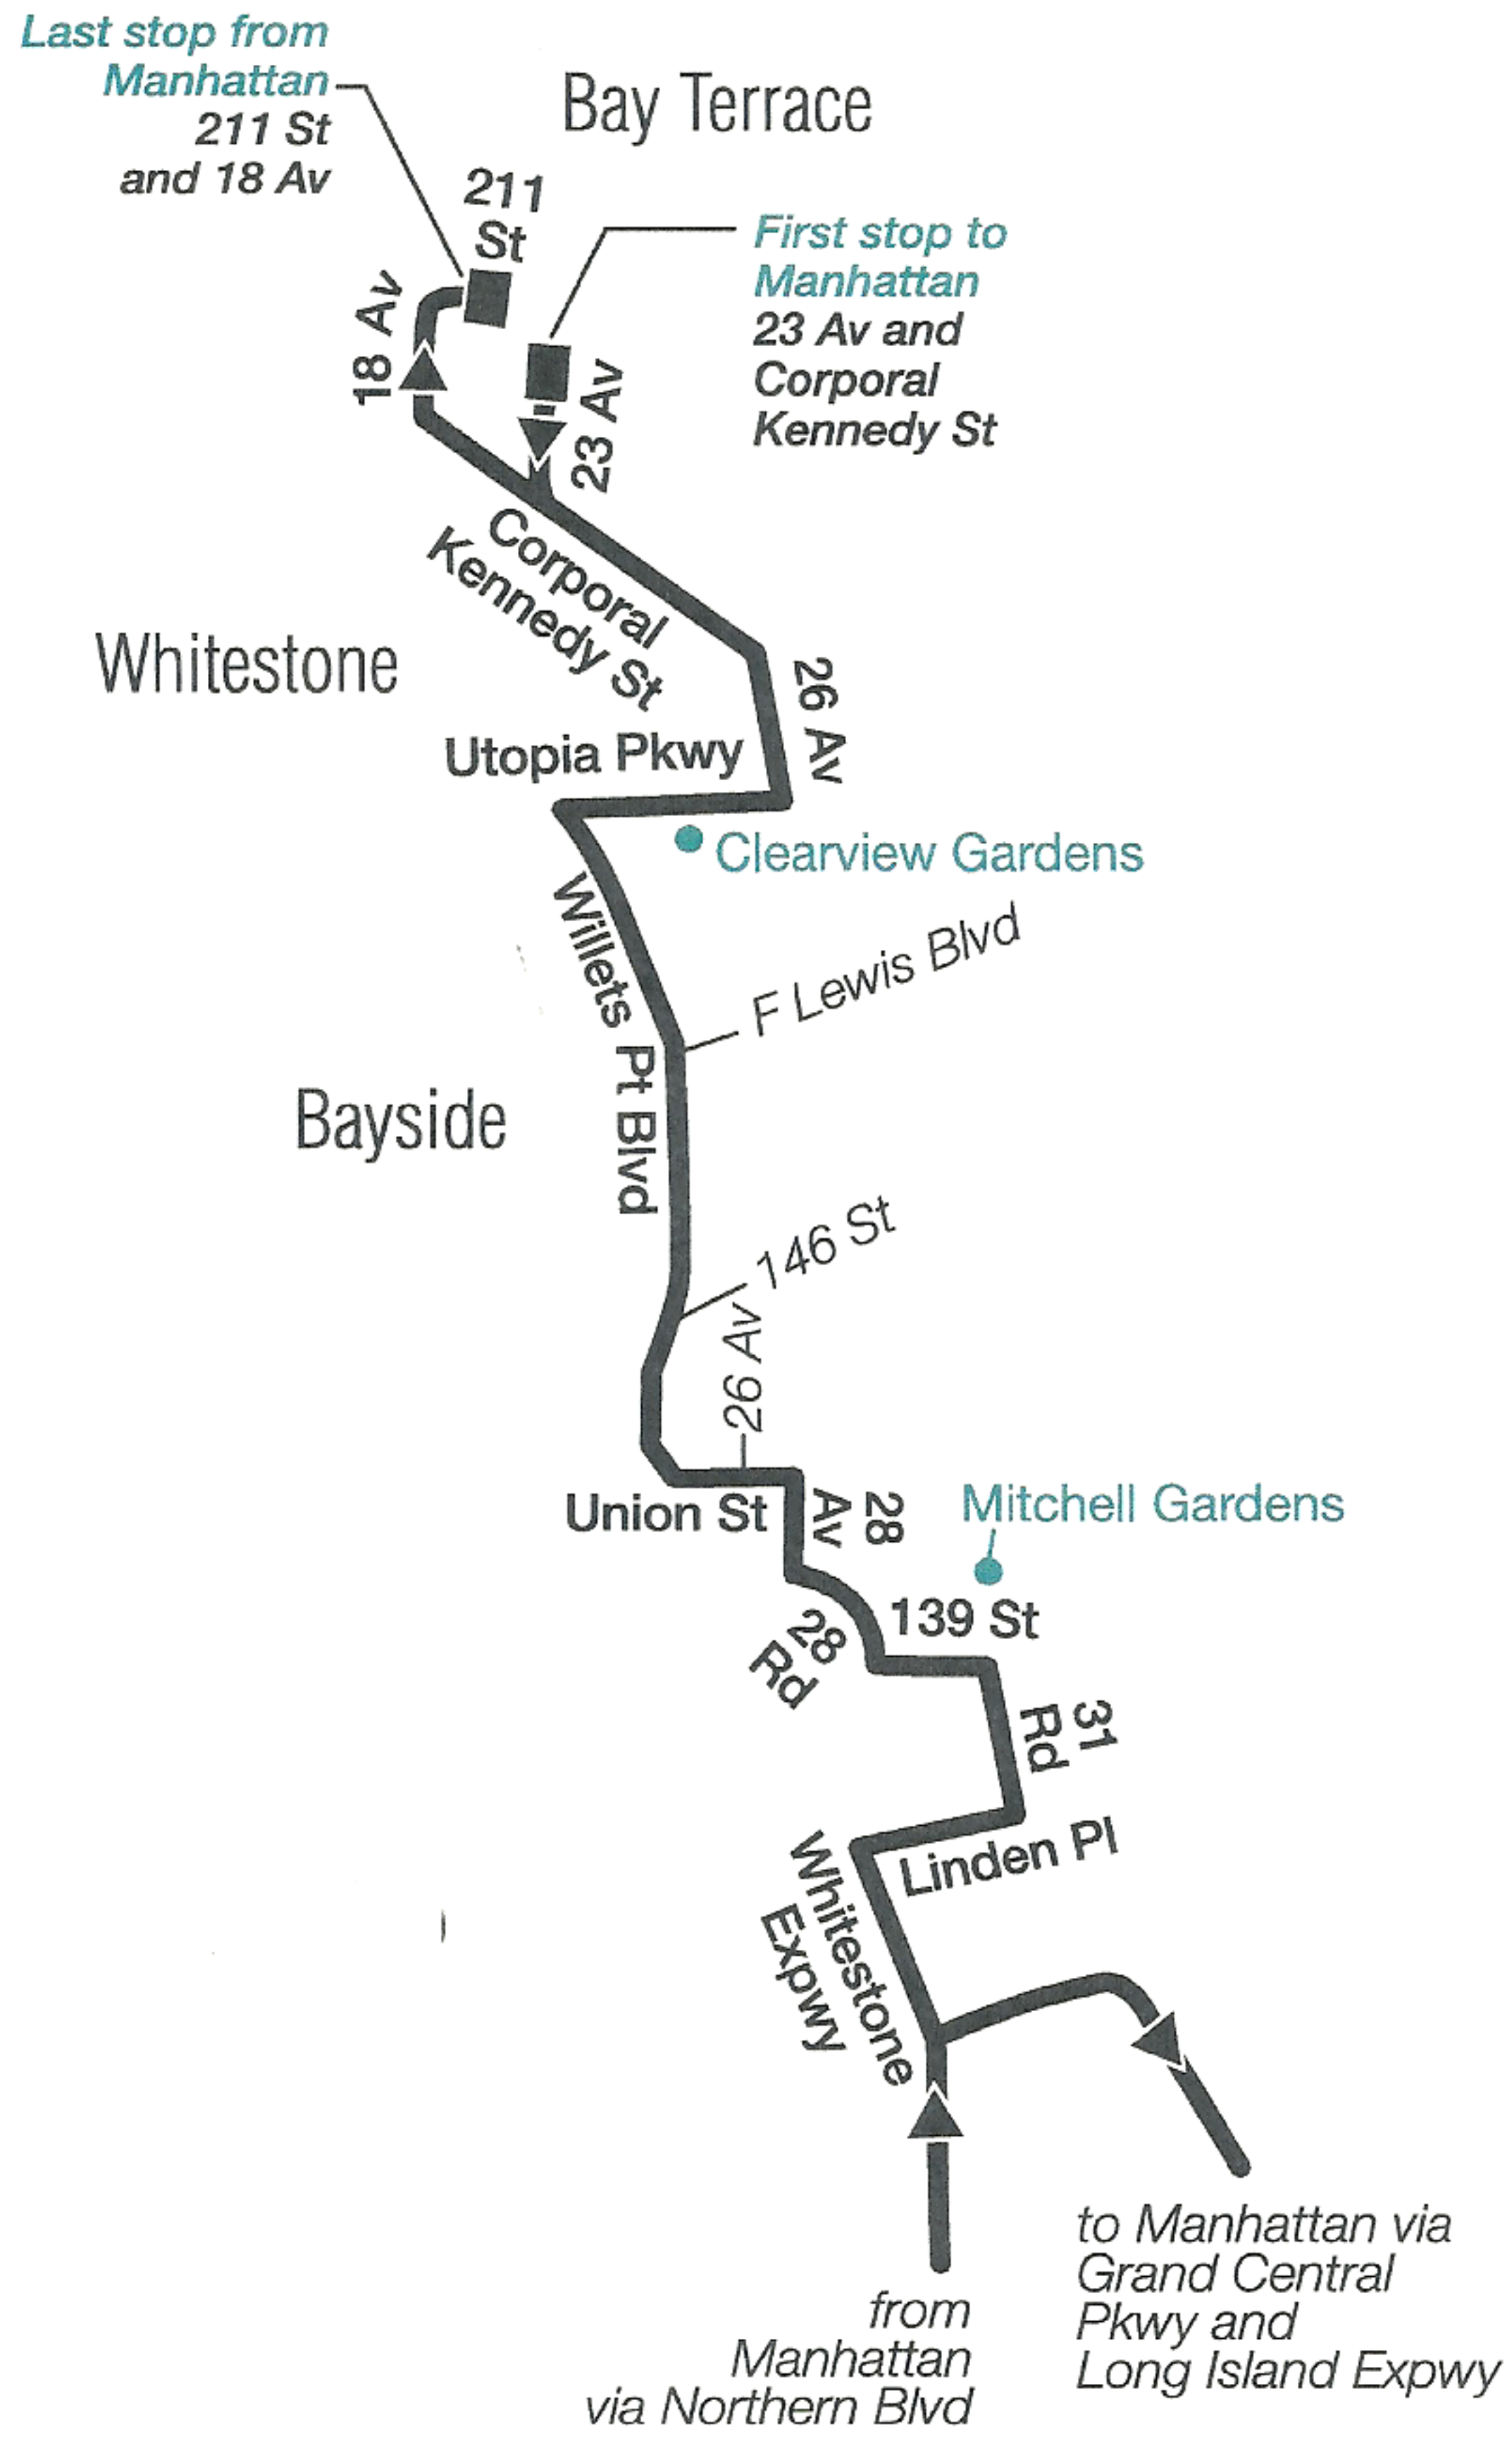 Last stop from
Manhattan
211 St
and 18 Av
Bay Terrace
211
St
First stop to
Manhattan
23 Av and
Corporal
Kennedy St
18 Av
23 Av
Corporal
Kennedy St
Whitestone
26 Av
Utopia Pkwy
Clearview Gardens
Willets Pt Blvd
F Lewis Blvd
Bayside
146 St
26 Av
Union St
28
Av
Mitchell Gardens
139 St
28
Rd
31
Rd
Linden Pl
Whitestone
Expwy
to Manhattan via
Grand Central
Pkwy and
Long Island Expwy
from
Manhattan
via Northern Blvd